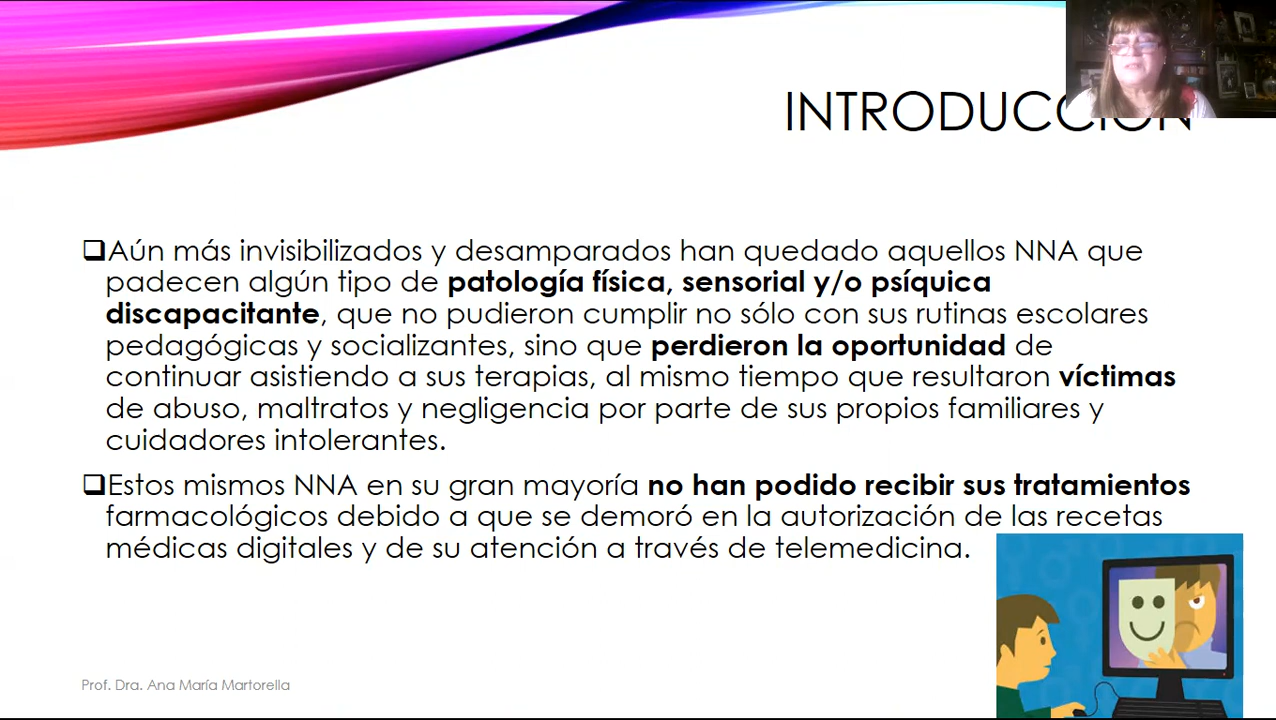 INTRODUCCIÓN
❑Aún más invisibilizados y desamparados han quedado aquellos NNA que
padecen algún tipo de patología física, sensorial y/o psíquica
discapacitante, que no pudieron cumplir no sólo con sus rutinas escolares
pedagógicas y socializantes, sino que perdieron la oportunidad de
continuar asistiendo a sus terapias, al mismo tiempo que resultaron víctimas
de abuso, maltratos y negligencia por parte de sus propios familiares y
cuidadores intolerantes.
❑Estos mismos NNA en su gran mayoría no han podido recibir sus tratamientos
farmacológicos debido a que se demoró en la autorización de las recetas
médicas digitales y de su atención a través de telemedicina.
Prof. Dra. Ana María Martorella